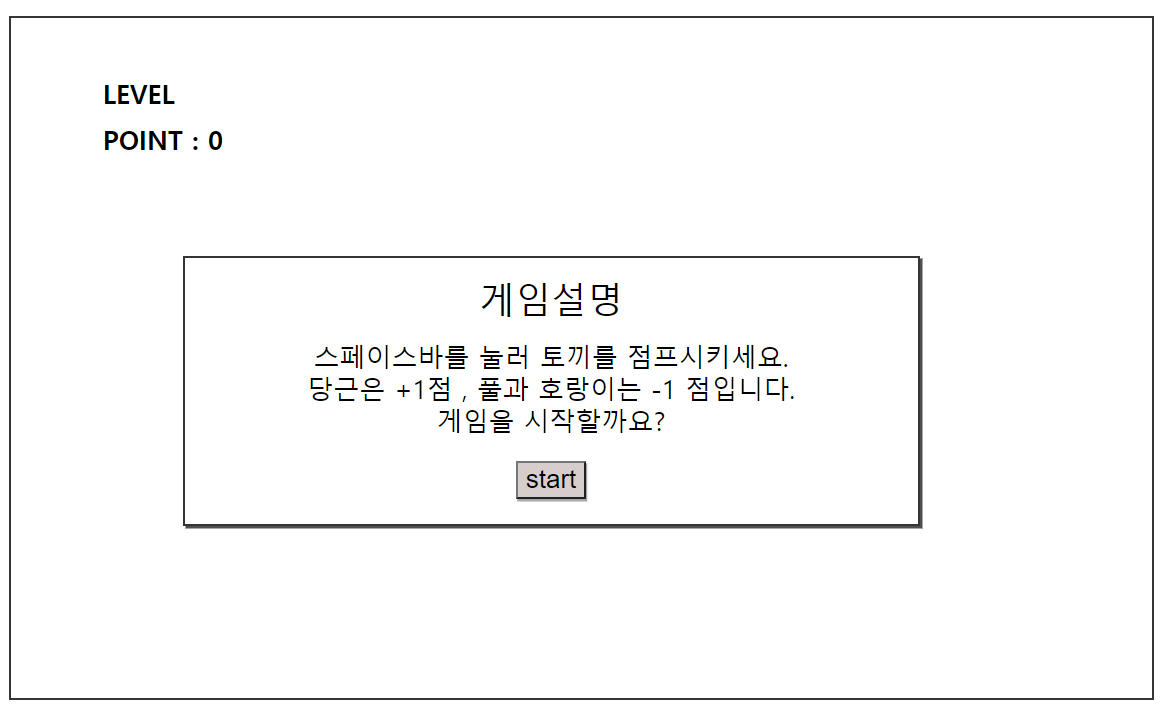 LEVEL
POINT : 0
게임설명
스페이스바를 눌러 토끼를 점프시키세요.
당근은 +1점 , 풀과 호랑이는 -1 점입니다.
게임을 시작할까요?
start